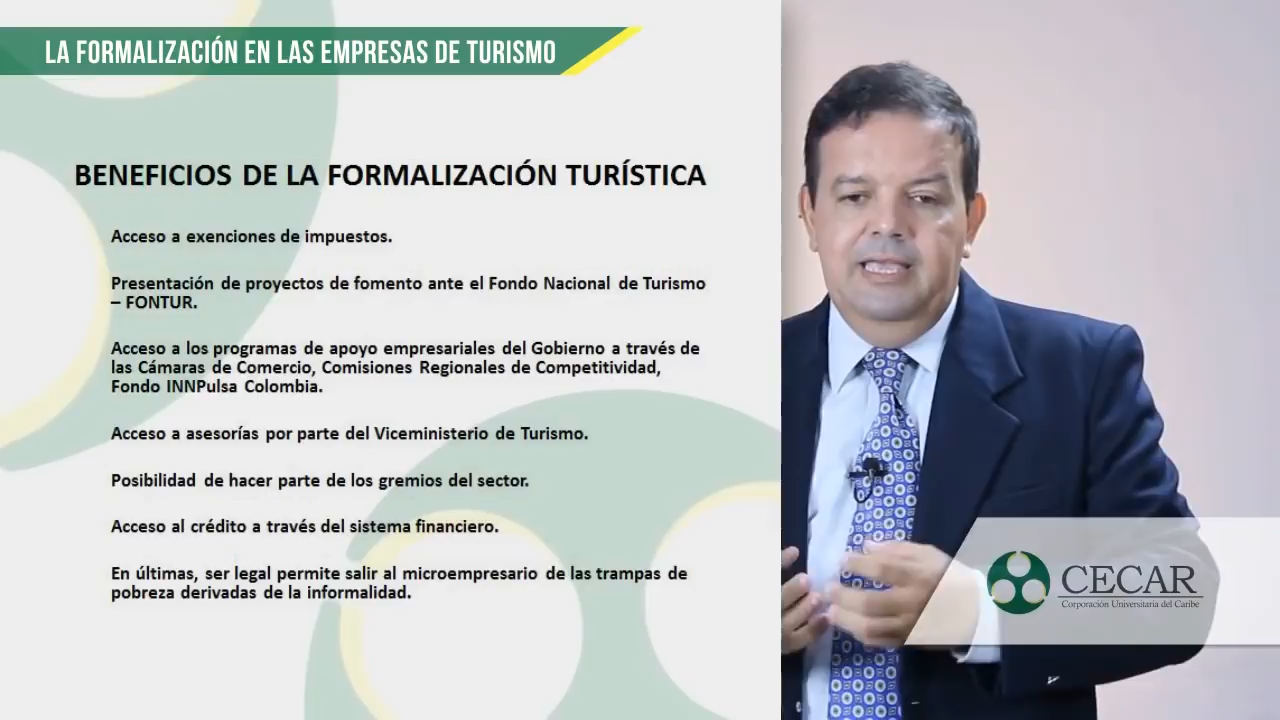 LA FORMALIZACIÓN EN LAS EMPRESAS DE TURISMO
BENEFICIOS DE LA FORMALIZACIÓN TURÍSTICA
Acceso a exenciones de impuestos.
Presentación de proyectos de fomento ante el Fondo Nacional de Turismo
– FONTUR.
Acceso a los programas de apoyo empresariales del Gobierno a través de
las Cámaras de Comercio, Comisiones Regionales de Competitividad,
Fondo INNPulsa Colombia.
Acceso a asesorías por parte del Viceministerio de Turismo.
Posibilidad de hacer parte de los gremios del sector.
Acceso al crédito a través del sistema financiero.
En últimas, ser legal permite salir al microempresario de las trampas de
pobreza derivadas de la informalidad.
CECAR
Corporación Universitaria del Caribe